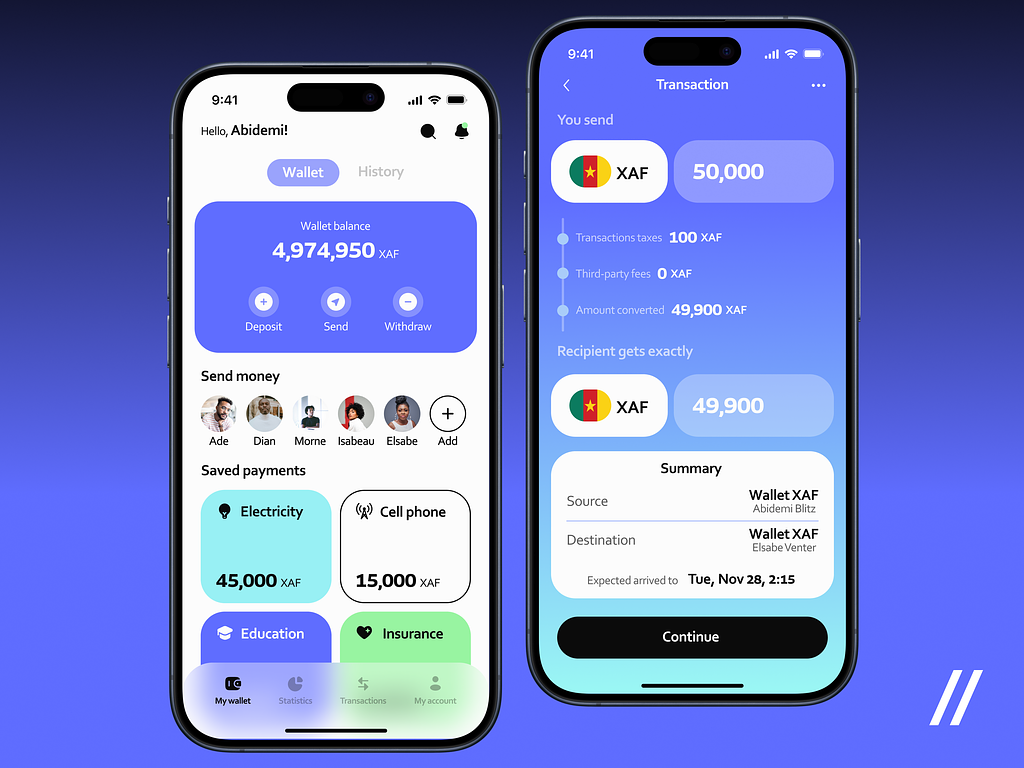 9:41
Hello, Abidemi!
Wallet
History
Wallet balance
4,974,950 XAF
Deposit
Send
Withdraw
Send money
Ade
Dian
Morne
Isabeau
Elsabe
Add
Saved payments
Electricity
45,000 XAF
Cell phone
15,000 XAF
Education
Insurance
My wallet
Statistics
Transactions
My account
9:41
Transaction
You send
XAF
50,000
Transactions taxes 100 XAF
Third-party fees 0 XAF
Amount converted 49,900 XAF
Recipient gets exactly
XAF
49,900
Summary
Source
Wallet XAF
Abidemi Blitz
Destination
Wallet XAF
Elsabe Venter
Expected arrived to Tue, Nov 28, 2:15
Continue